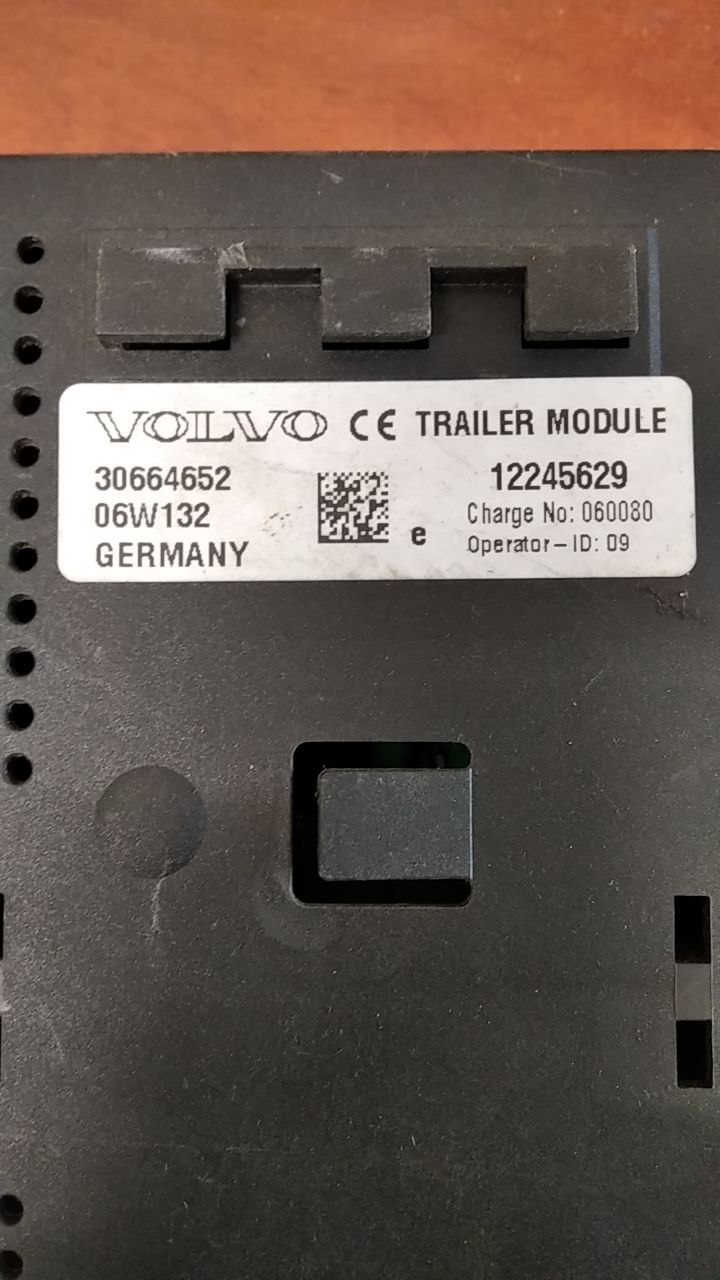 VOLVO CE TRAILER MODULE
30664652 12245629
06W132 e Charge No: 060080
GERMANY Operator-ID: 09